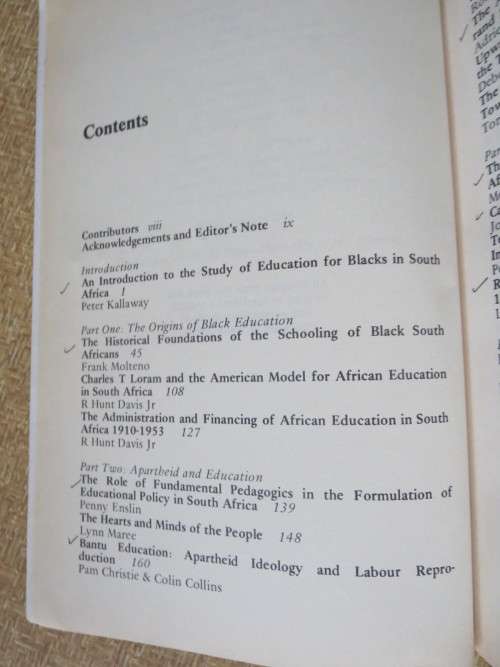 Contents
Contributors viii
Acknowledgements and Editor's Note ix
Introduction
An Introduction to the Study of Education for Blacks in South
Africa 1
Peter Kallaway
Part One: The Origins of Black Education
The Historical Foundations of the Schooling of Black South
Africans 45
Frank Molteno
Charles T Loram and the American Model for African Education
in South Africa 108
R Hunt Davis Jr
The Administration and Financing of African Education in South
Africa 1910-1953 127
R Hunt Davis Jr
Part Two: Apartheid and Education
The Role of Fundamental Pedagogics in the Formulation of
Educational Policy in South Africa 139
Penny Enslin
The Hearts and Minds of the People 148
Lynn Maree
Bantu Education: Apartheid Ideology and Labour Repro-
duction 160
Pam Christie & Colin Collins
The
rand
Upw
the T
The
Tow